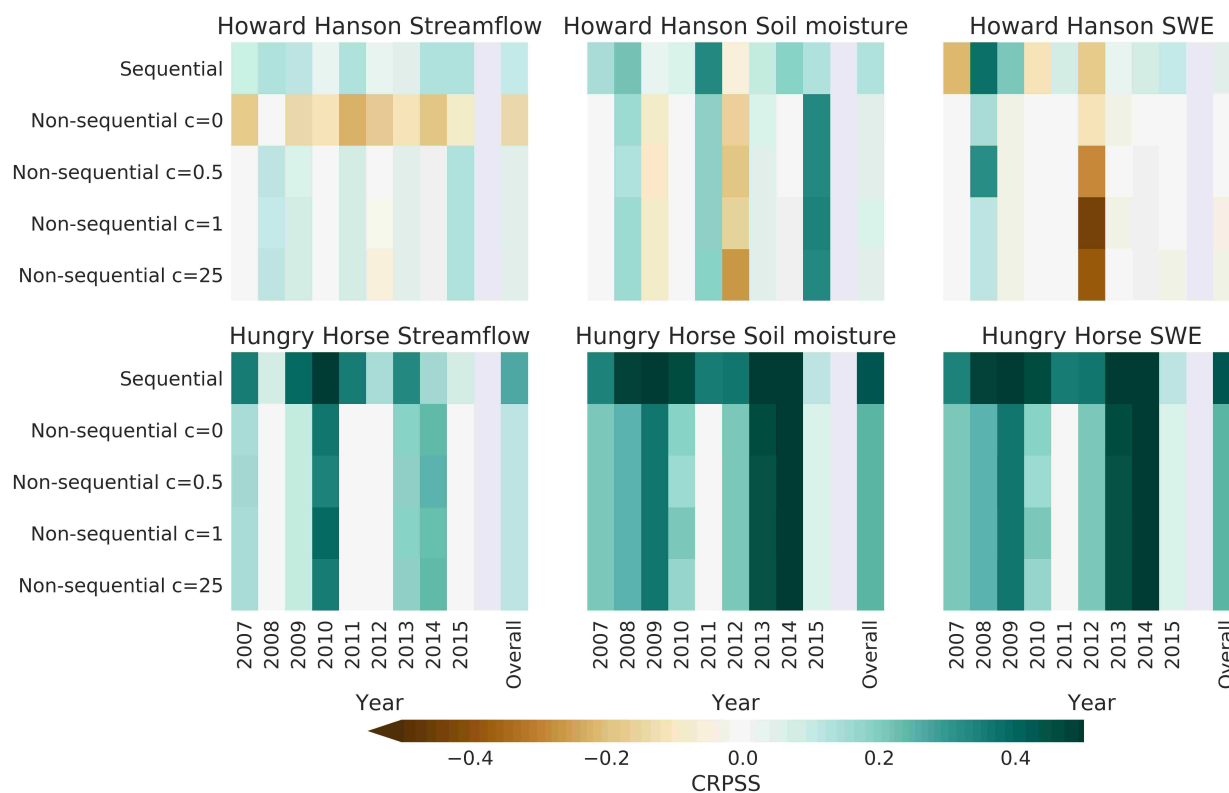 Howard Hanson Streamflow
Howard Hanson Soil moisture
Howard Hanson SWE
Sequential
Non-sequential c=0
Non-sequential c=0.5
Non-sequential c=1
Non-sequential c=25
Hungry Horse Streamflow
Hungry Horse Soil moisture
Hungry Horse SWE
Sequential
Non-sequential c=0
Non-sequential c=0.5
Non-sequential c=1
Non-sequential c=25
2007 2008 2009 2010 2011 2012 2013 2014 2015 Overall
2007 2008 2009 2010 2011 2012 2013 2014 2015 Overall
2007 2008 2009 2010 2011 2012 2013 2014 2015 Overall
Year
Year
Year
−0.4 −0.2 0.0 0.2 0.4
CRPSS